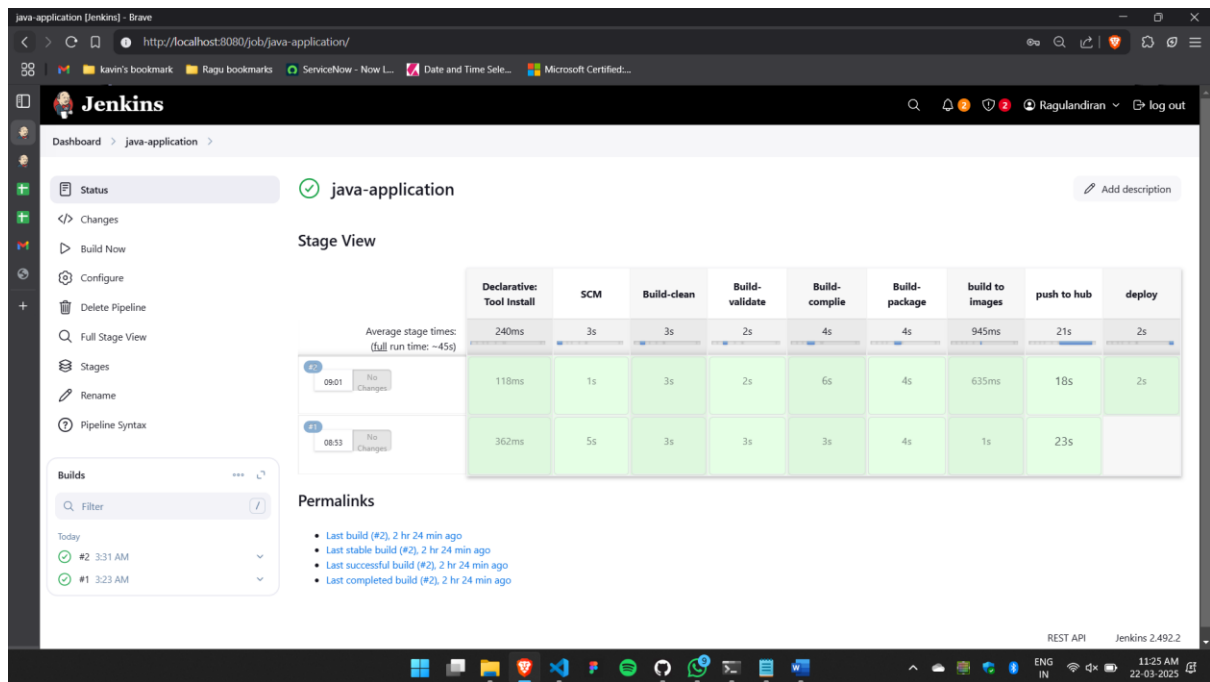 java-application [Jenkins] - Brave
http://localhost:8080/job/java-application/
kavin's bookmark Ragu bookmarks ServiceNow - Now L... Date and Time Sele... Microsoft Certified:...
Jenkins
2 2 Ragulandiran log out
Dashboard > java-application >
Status
Changes
Build Now
Configure
Delete Pipeline
Full Stage View
Stages
Rename
Pipeline Syntax
Builds
Filter /
Today
#2 3:31 AM
#1 3:23 AM
java-application
Add description
Stage View
Declarative: Tool Install
SCM
Build-clean
Build-validate
Build-complie
Build-package
build to images
push to hub
deploy
Average stage times:
(full run time: ~45s)
240ms 3s 3s 2s 4s 4s 945ms 21s 2s
#2
09:01 No Changes
118ms 1s 3s 2s 6s 4s 635ms 18s 2s
#1
08:53 No Changes
362ms 5s 3s 3s 3s 4s 1s 23s
Permalinks
Last build (#2), 2 hr 24 min ago
Last stable build (#2), 2 hr 24 min ago
Last successful build (#2), 2 hr 24 min ago
Last completed build (#2), 2 hr 24 min ago
REST API Jenkins 2.492.2
9
ENG
IN
11:25 AM
22-03-2025